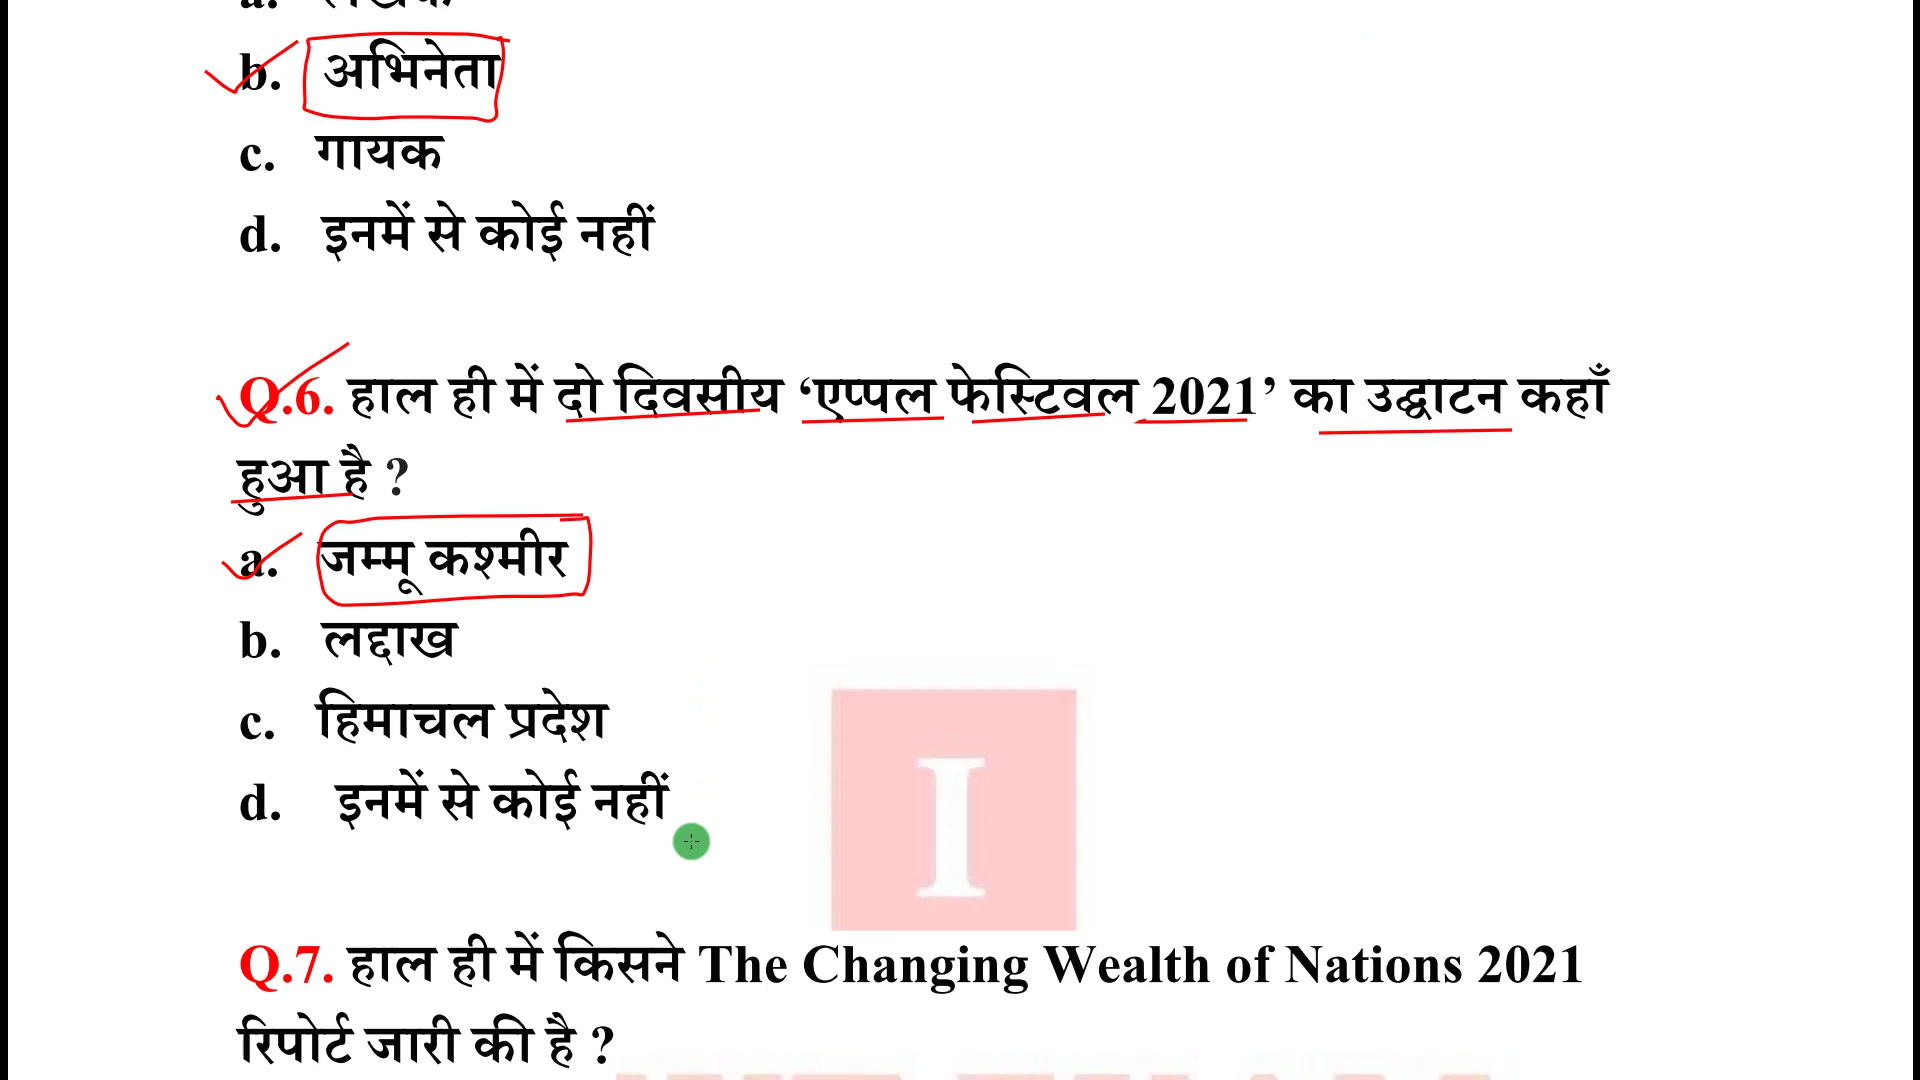 b. अभिनेता
c. गायक
d. इनमें से कोई नहीं
Q.6. हाल ही में दो दिवसीय ‘एप्पल फेस्टिवल 2021’ का उद्घाटन कहाँ
हुआ है ?
a. जम्मू कश्मीर
b. लद्दाख
c. हिमाचल प्रदेश
d. इनमें से कोई नहीं
I
Q.7. हाल ही में किसने The Changing Wealth of Nations 2021
रिपोर्ट जारी की है ?